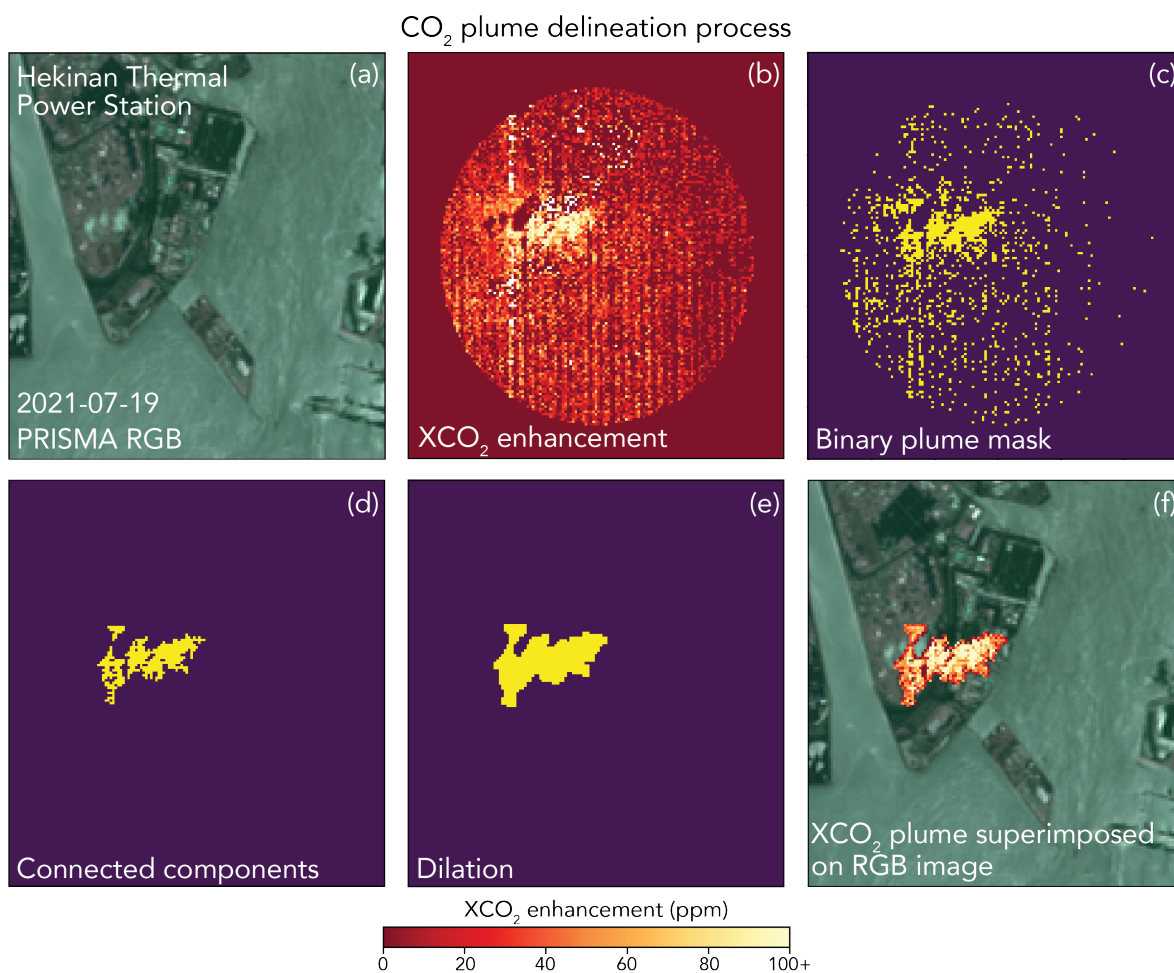 CO₂ plume delineation process
Hekinan Thermal
Power Station
(a)
2021-07-19
PRISMA RGB
(b)
XCO₂ enhancement
(c)
Binary plume mask
(d)
Connected components
(e)
Dilation
(f)
XCO₂ plume superimposed
on RGB image
XCO₂ enhancement (ppm)
0 20 40 60 80 100+